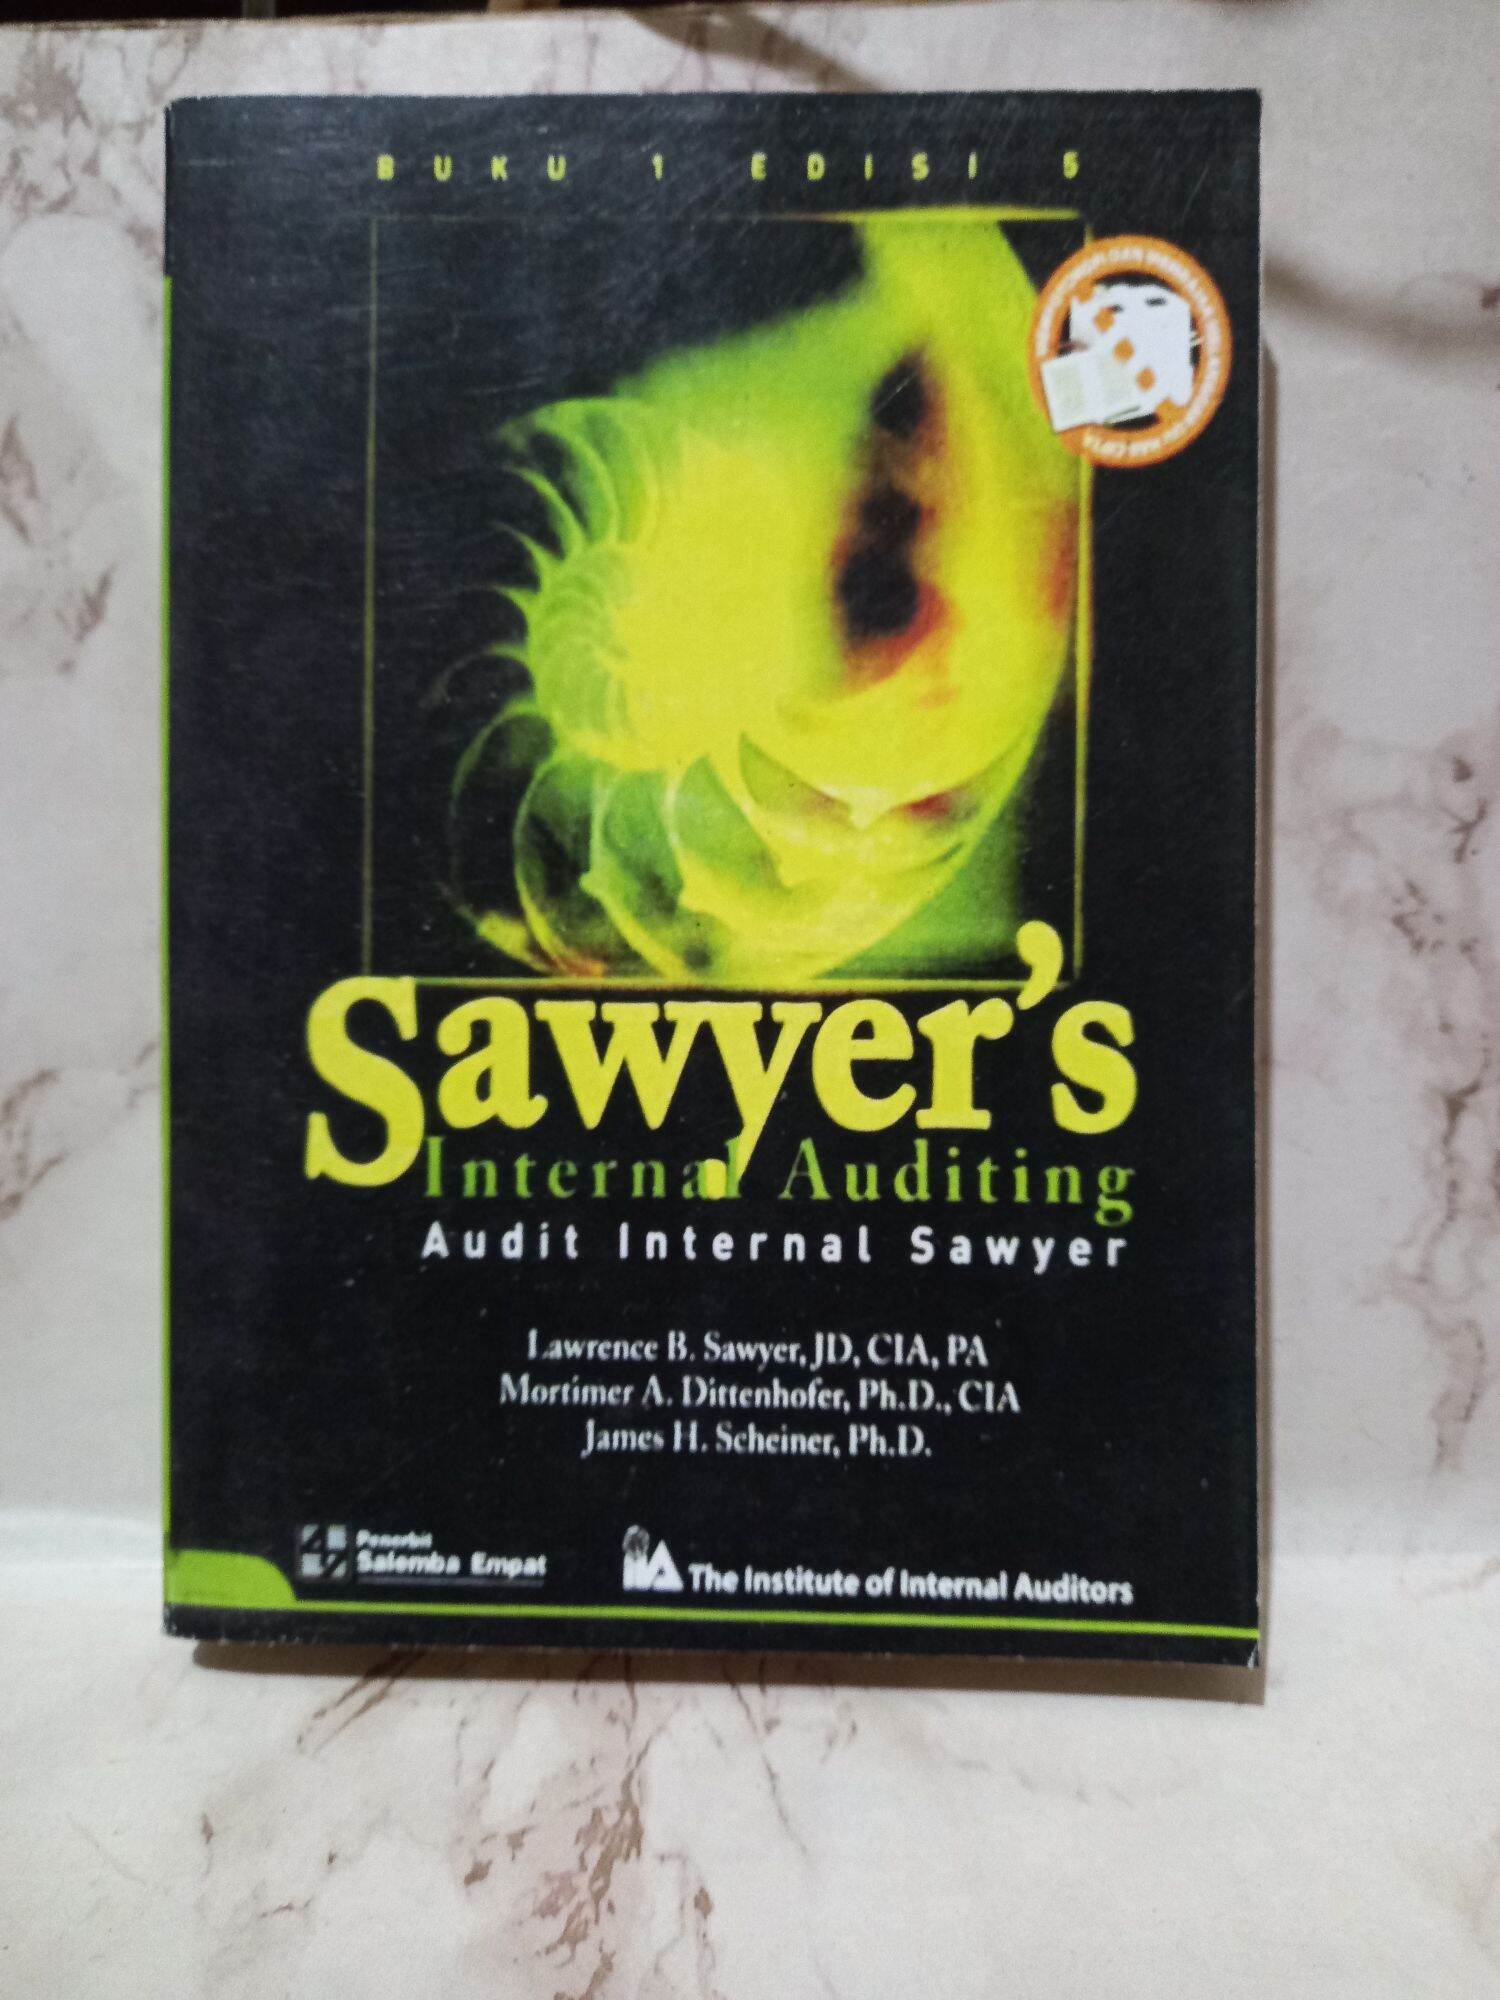 BUKU 1 EDISI 5
Sawyer's
Internal Auditing
Audit Internal Sawyer
Lawrence B. Sawyer, JD, CIA, PA
Mortimer A. Dittenhofer, Ph.D., CIA
James H. Scheiner, Ph.D.
Penerbit
Salemba Empat
IIA The Institute of Internal Auditors